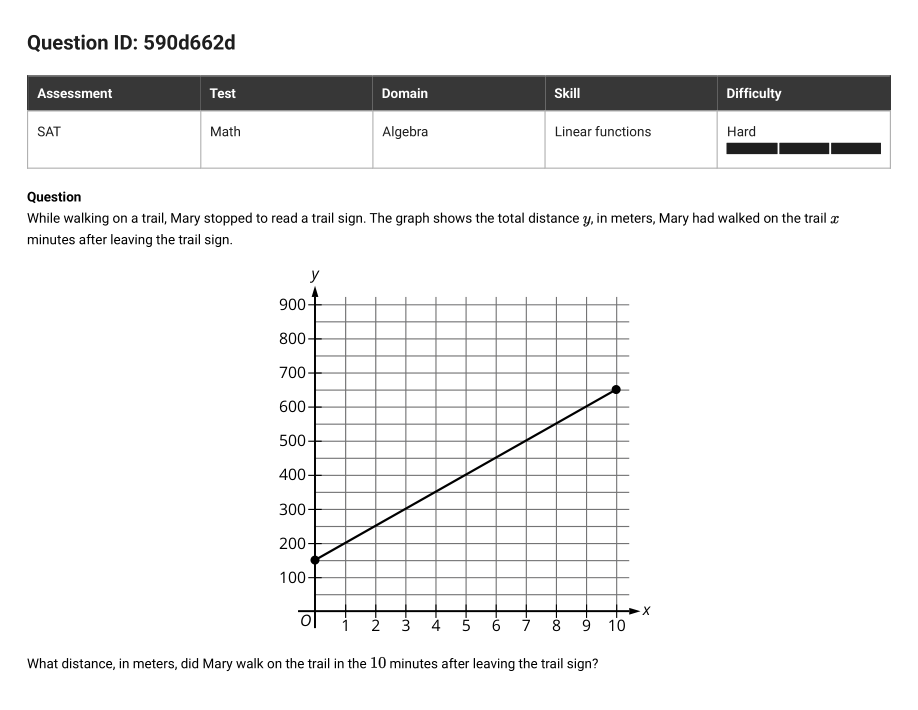 Question ID: 590d662d
Assessment Test Domain Skill Difficulty
SAT Math Algebra Linear functions Hard
Question
While walking on a trail, Mary stopped to read a trail sign. The graph shows the total distance y, in meters, Mary had walked on the trail x
minutes after leaving the trail sign.
y
900
800
700
600
500
400
300
200
100
O 1 2 3 4 5 6 7 8 9 10 x
What distance, in meters, did Mary walk on the trail in the 10 minutes after leaving the trail sign?